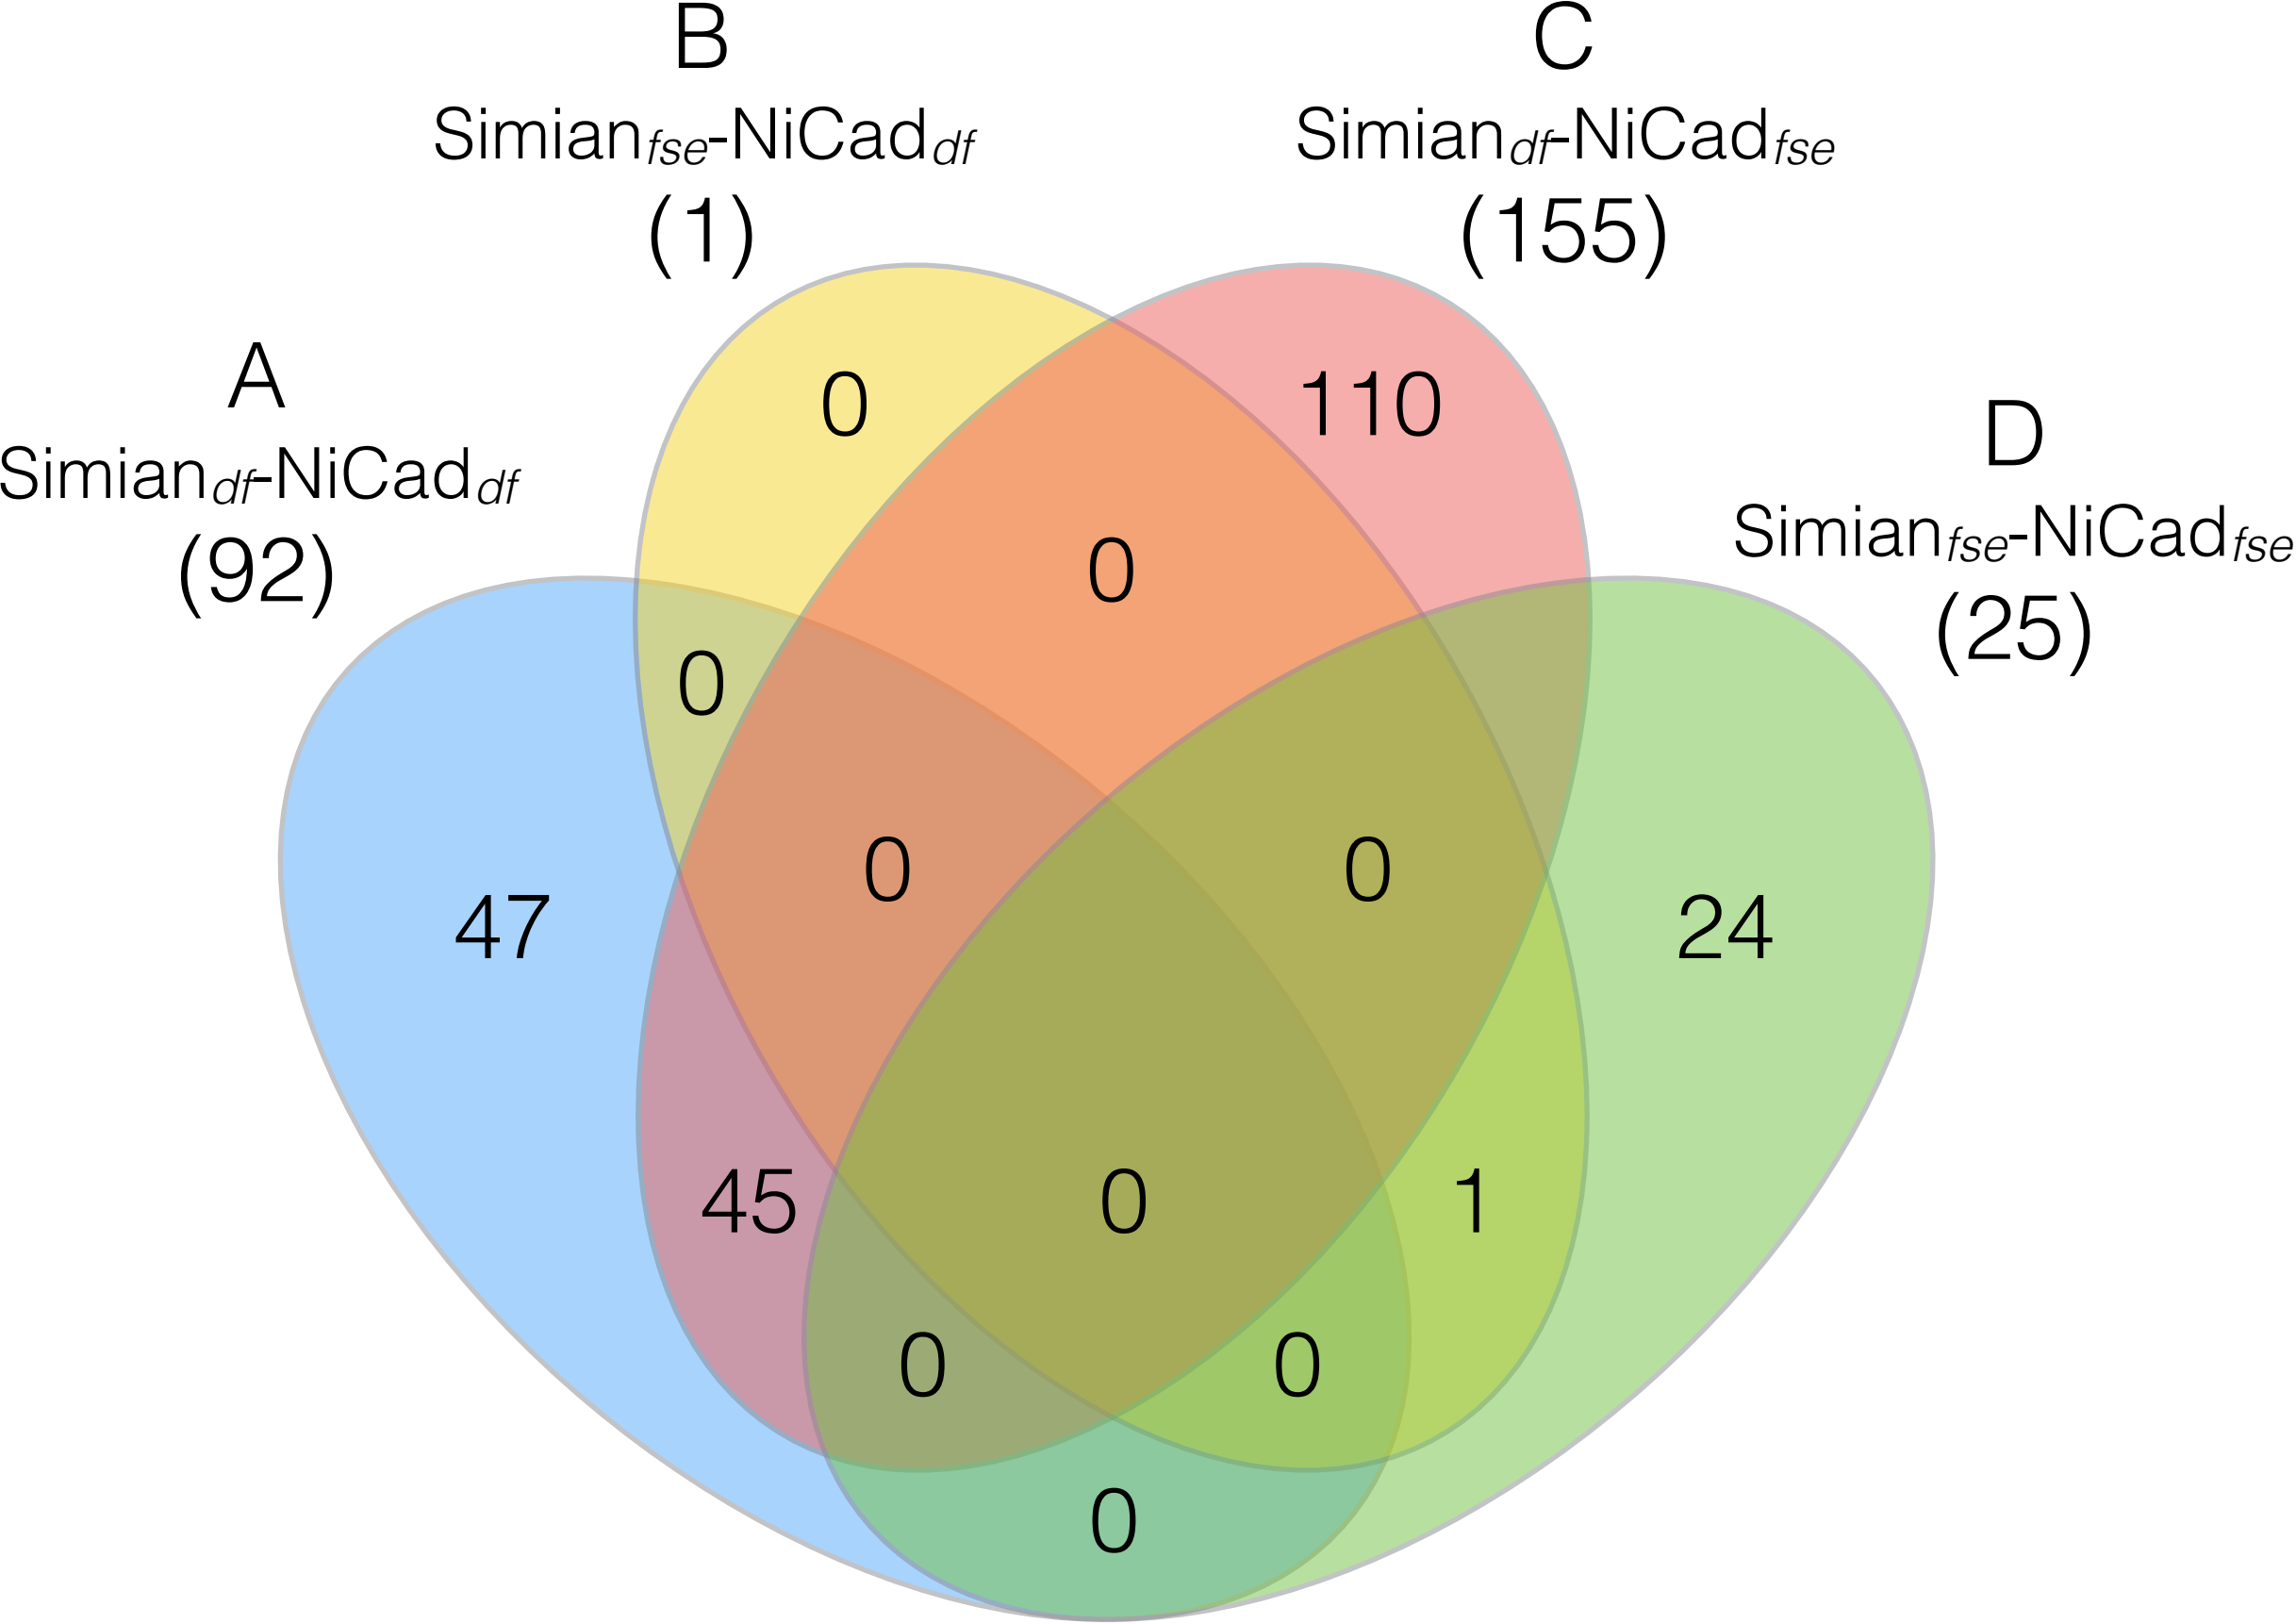 B
Simianfse-NiCaddf
(1)
C
Simiandf-NiCadfse
(155)
A
Simiandf-NiCaddf
(92)
D
Simianfse-NiCadfse
(25)
0
110
0
0
0
0
47
24
45
0
1
0
0
0